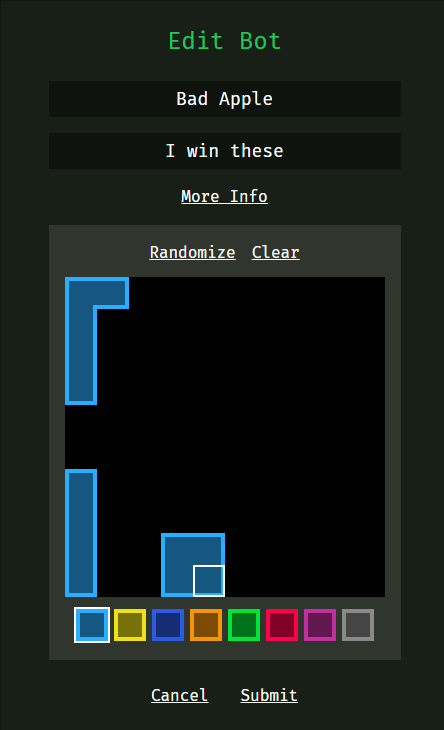 Edit Bot
Bad Apple
I win these
More Info
Randomize Clear
Cancel Submit